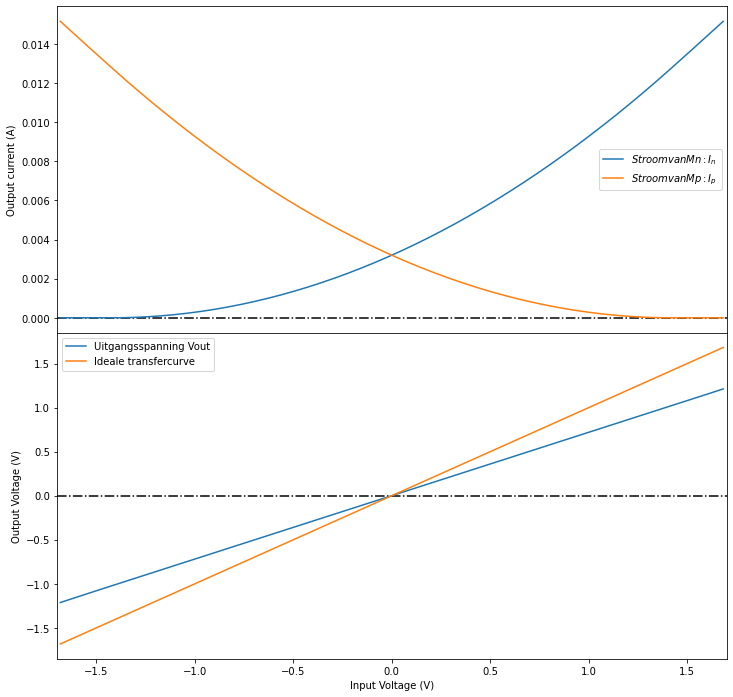 0.014
0.012
0.010
0.008
0.006
0.004
0.002
0.000
Output current (A)
StroomvanMn : Iₙ
StroomvanMp : Iₚ
Uitgangsspanning Vout
Ideale transfercurve
1.5
1.0
0.5
0.0
−0.5
−1.0
−1.5
Output Voltage (V)
−1.5 −1.0 −0.5 0.0 0.5 1.0 1.5
Input Voltage (V)